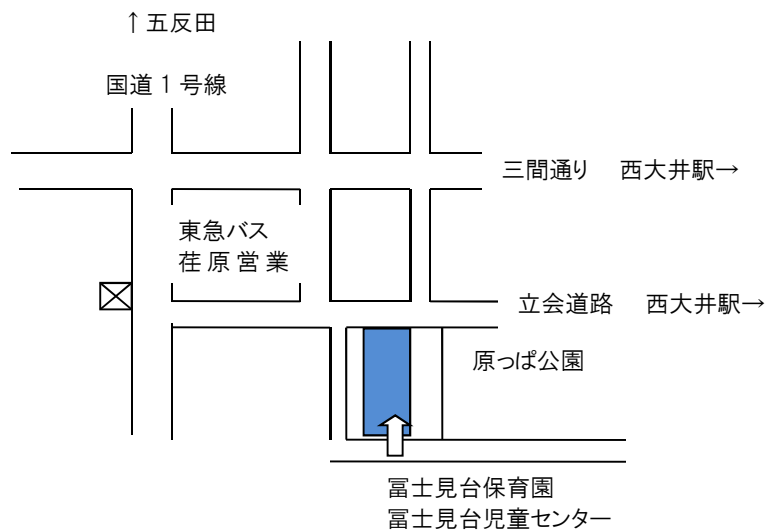 ↑五反田
国道1号線
三間通り　西大井駅→
東急バス
荏原営業
立会道路　西大井駅→
原っぱ公園
冨士見台保育園
冨士見台児童センター